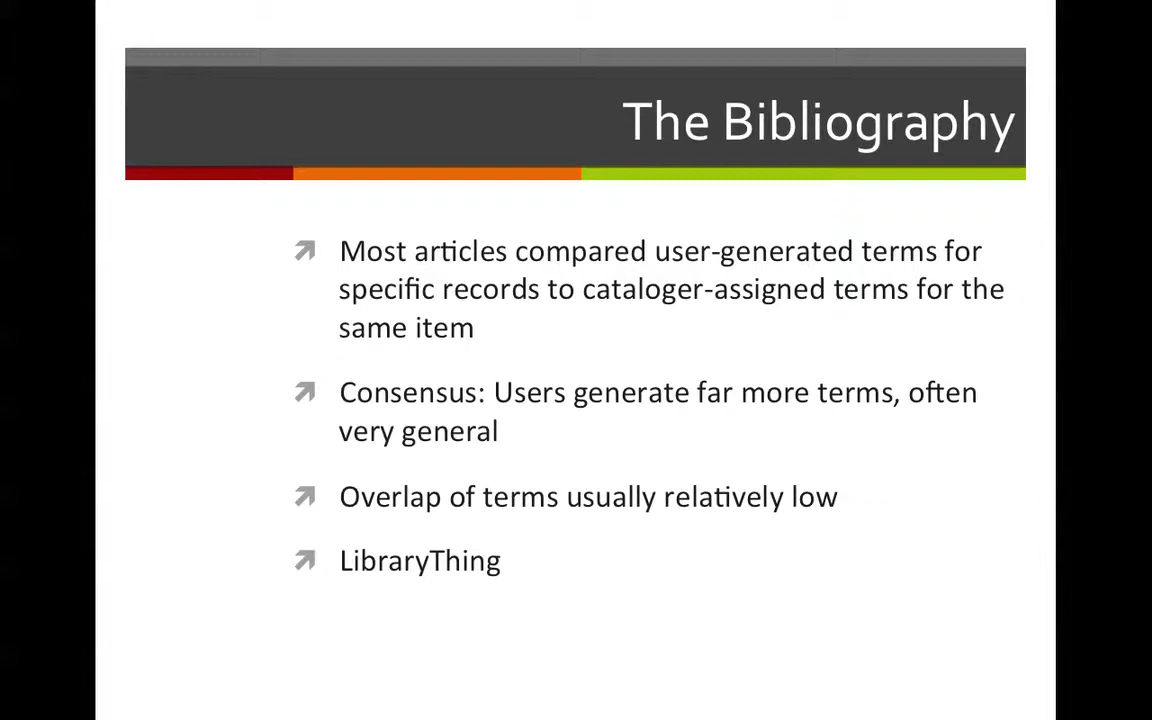 The Bibliography
Most articles compared user-generated terms for
specific records to cataloger-assigned terms for the
same item
Consensus: Users generate far more terms, often
very general
Overlap of terms usually relatively low
LibraryThing